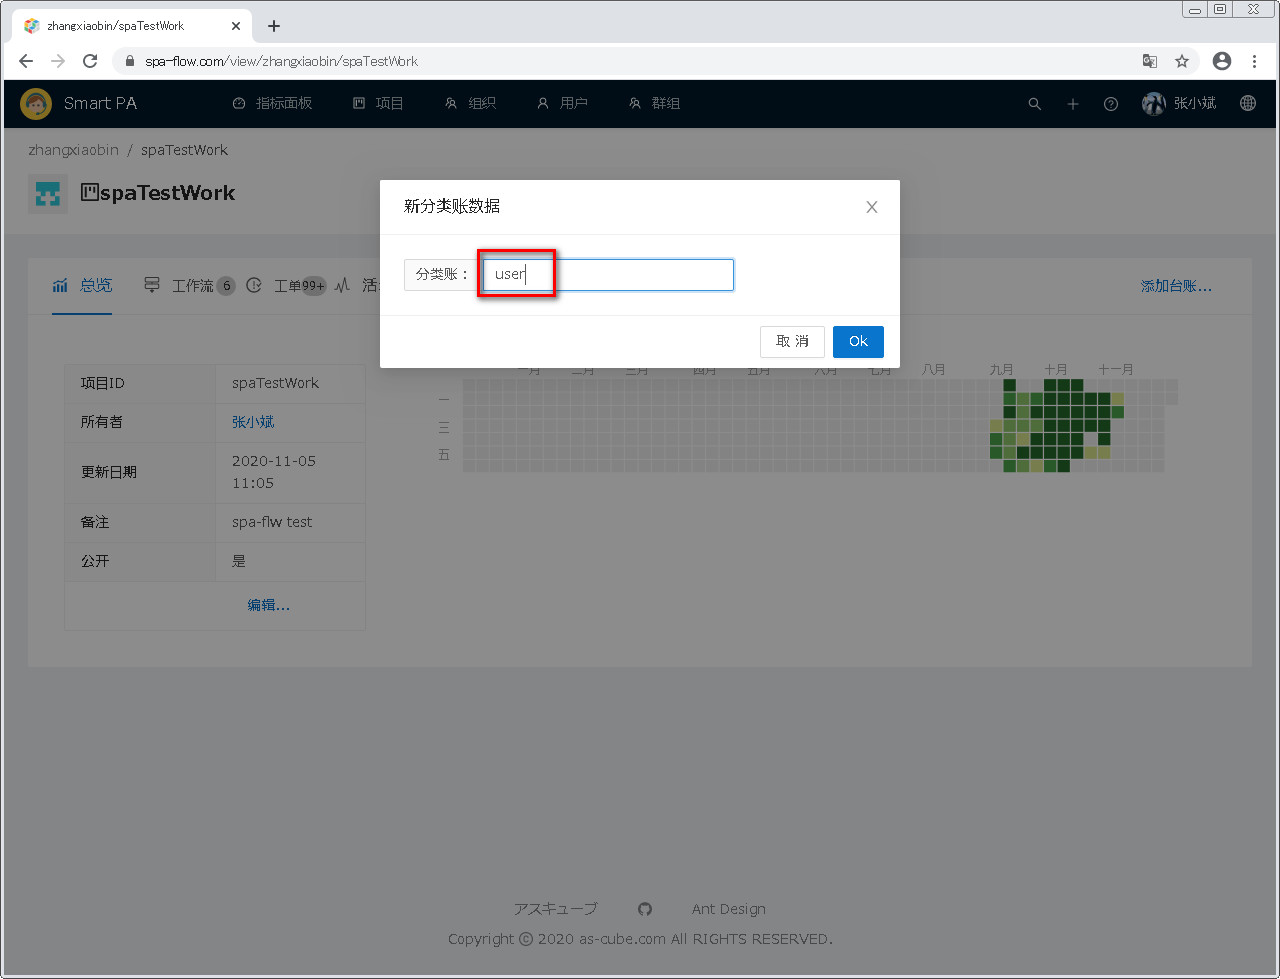 zhangxiaobin/spaTestWork
spa-flow.com/view/zhangxiaobin/spaTestWork
Smart PA 指标面板 项目 组织 用户 群组 张小斌
zhangxiaobin / spaTestWork
spaTestWork
新分类账数据
分类账： user
取 消 Ok
总览 工作流 6 工单 99+ 活 添加台账...
一月 二月 三月 四月 五月 六月 七月 八月 九月 十月 十一月
一
三
五
项目ID spaTestWork
所有者 张小斌
更新日期 2020-11-05
11:05
备注 spa-flw test
公开 是
编辑...
アスキューブ Ant Design
Copyright © 2020 as-cube.com All RIGHTS RESERVED.